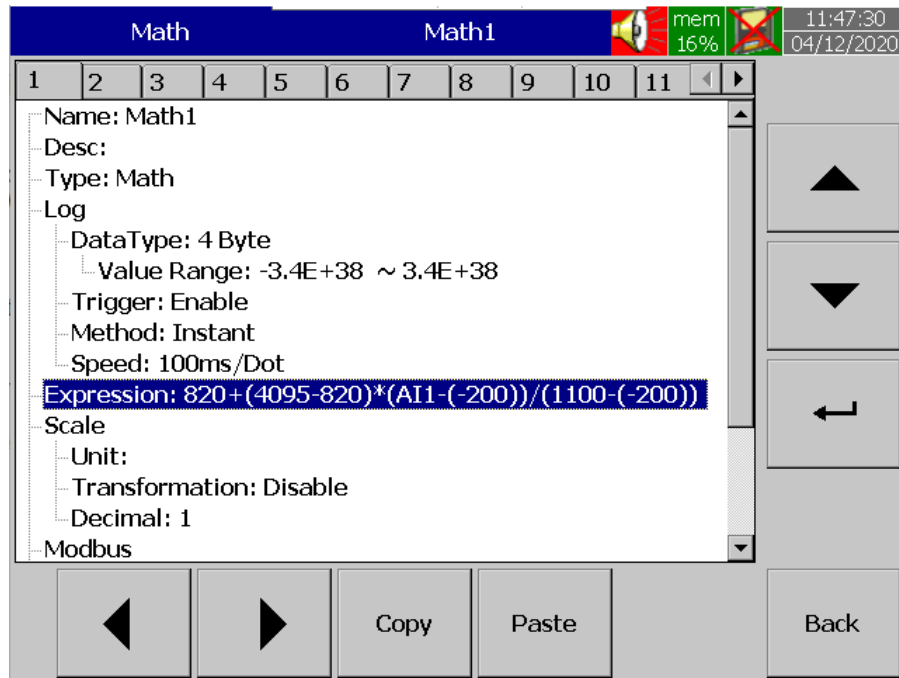 Math Math1 mem 16% 11:47:30 04/12/2020
1 2 3 4 5 6 7 8 9 10 11
Name: Math1
Desc:
Type: Math
Log
DataType: 4 Byte
Value Range: -3.4E+38 ~ 3.4E+38
Trigger: Enable
Method: Instant
Speed: 100ms/Dot
Expression: 820+(4095-820)*(AI1-(-200))/(1100-(-200))
Scale
Unit:
Transformation: Disable
Decimal: 1
Modbus
Copy Paste Back